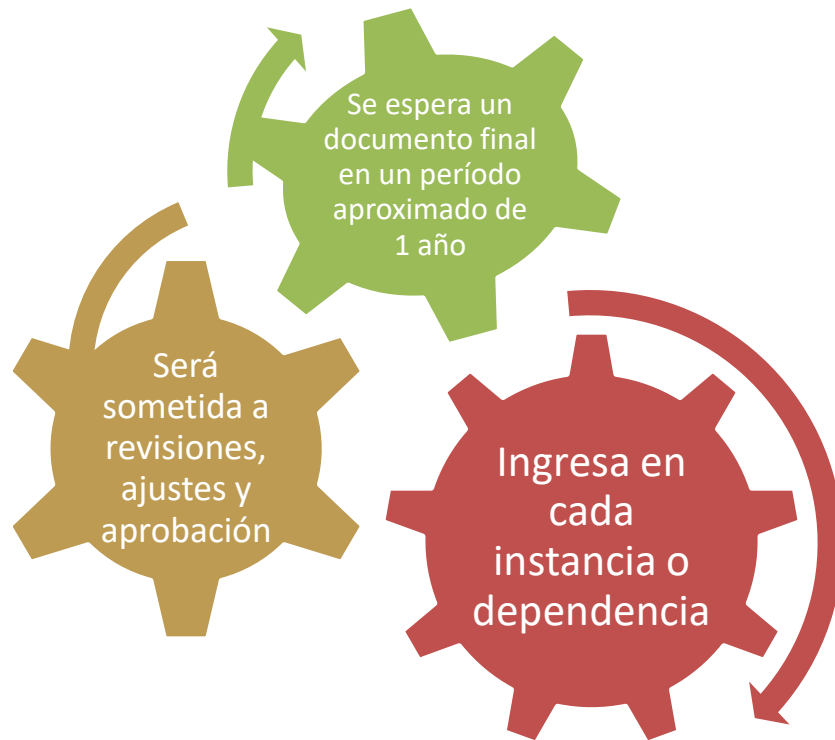 Se espera un
documento final
en un período
aproximado de
1 año
Será
sometida a
revisiones,
ajustes y
aprobación
Ingresa en
cada
instancia o
dependencia